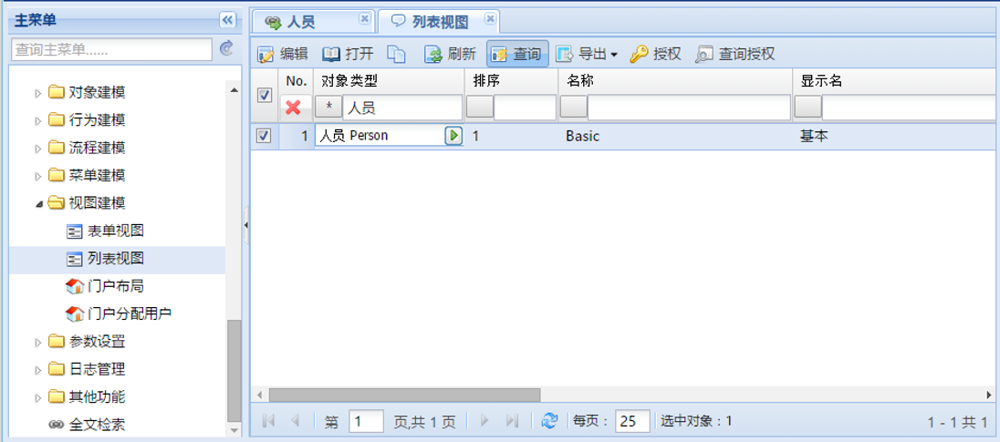 主菜单
查询主菜单......
对象建模
行为建模
流程建模
菜单建模
视图建模
表单视图
列表视图
门户布局
门户分配用户
参数设置
日志管理
其他功能
全文检索
人员 列表视图
编辑 打开 刷新 查询 导出 授权 查询授权
No. 对象类型 排序 名称 显示名
* 人员
1 人员 Person 1 Basic 基本
第 1 页,共 1 页 每页： 25 选中对象：1 1 - 1 共 1